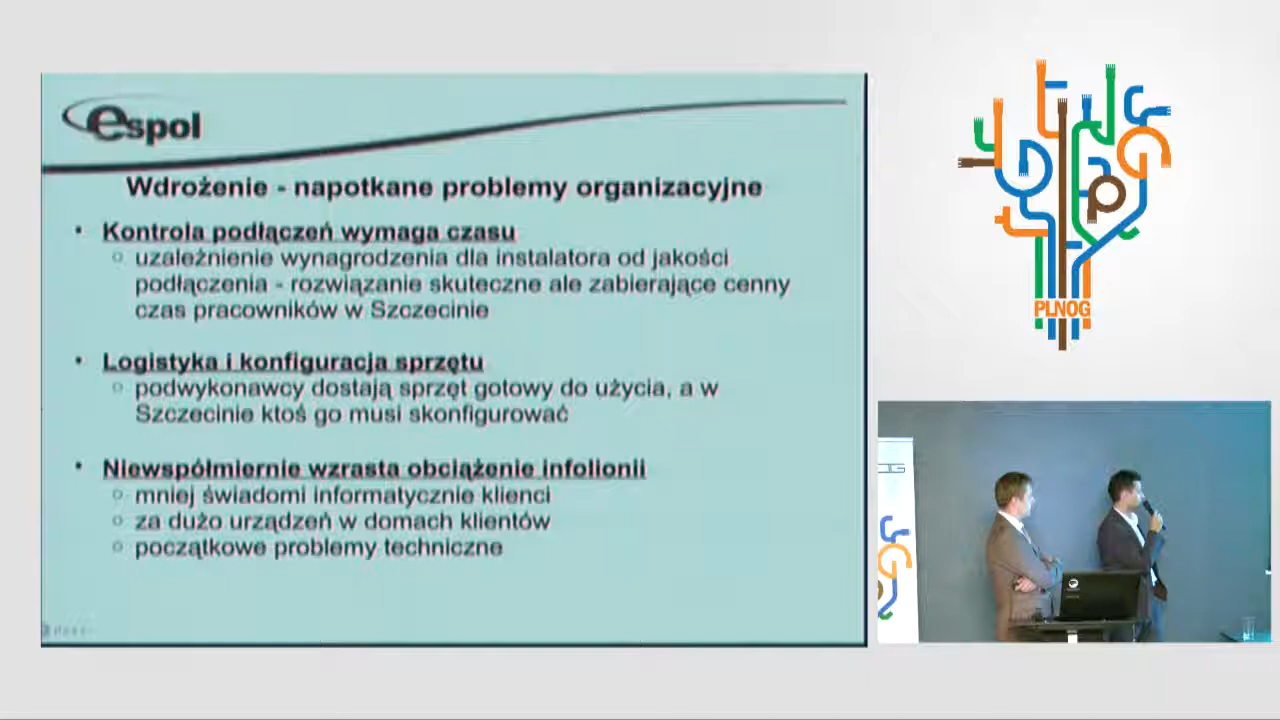 espol
Wdrożenie - napotkane problemy organizacyjne
• Kontrola podłączeń wymaga czasu
○ uzależnienie wynagrodzenia dla instalatora od jakości
podłączenia - rozwiązanie skuteczne ale zabierające cenny
czas pracowników w Szczecinie
• Logistyka i konfiguracja sprzętu
○ podwykonawcy dostają sprzęt gotowy do użycia, a w
Szczecinie ktoś go musi skonfigurować
• Niewspółmiernie wzrasta obciążenie infolionii
○ mniej świadomi informatycznie klienci
○ za dużo urządzeń w domach klientów
○ początkowe problemy techniczne
PLNOG